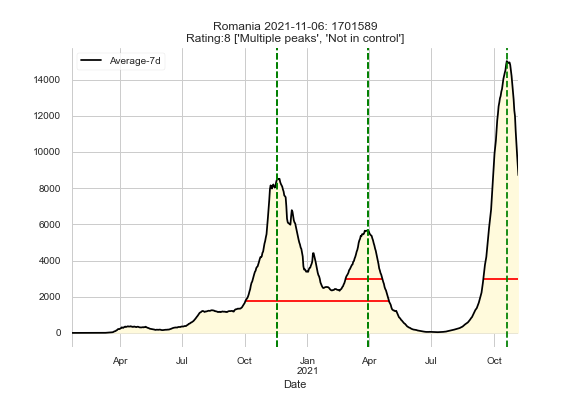 Romania 2021-11-06: 1701589
Rating:8 ['Multiple peaks', 'Not in control']
Average-7d
14000
12000
10000
8000
6000
4000
2000
0
Apr Jul Oct Jan Apr Jul Oct
2021
Date